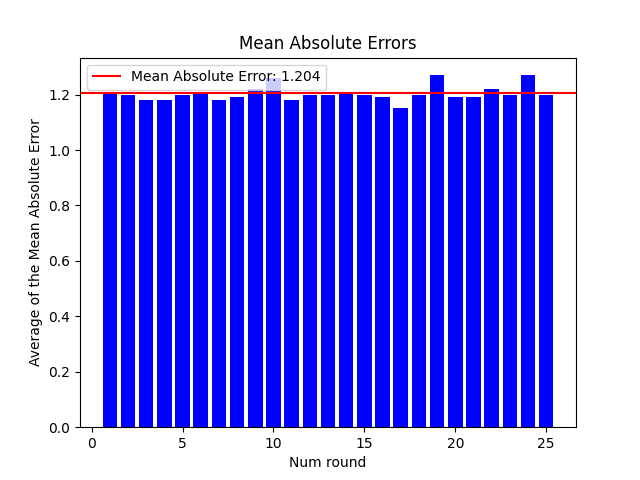 Mean Absolute Errors
Mean Absolute Error: 1.204
1.2
1.0
0.8
0.6
0.4
0.2
0.0
Average of the Mean Absolute Error
0 5 10 15 20 25
Num round